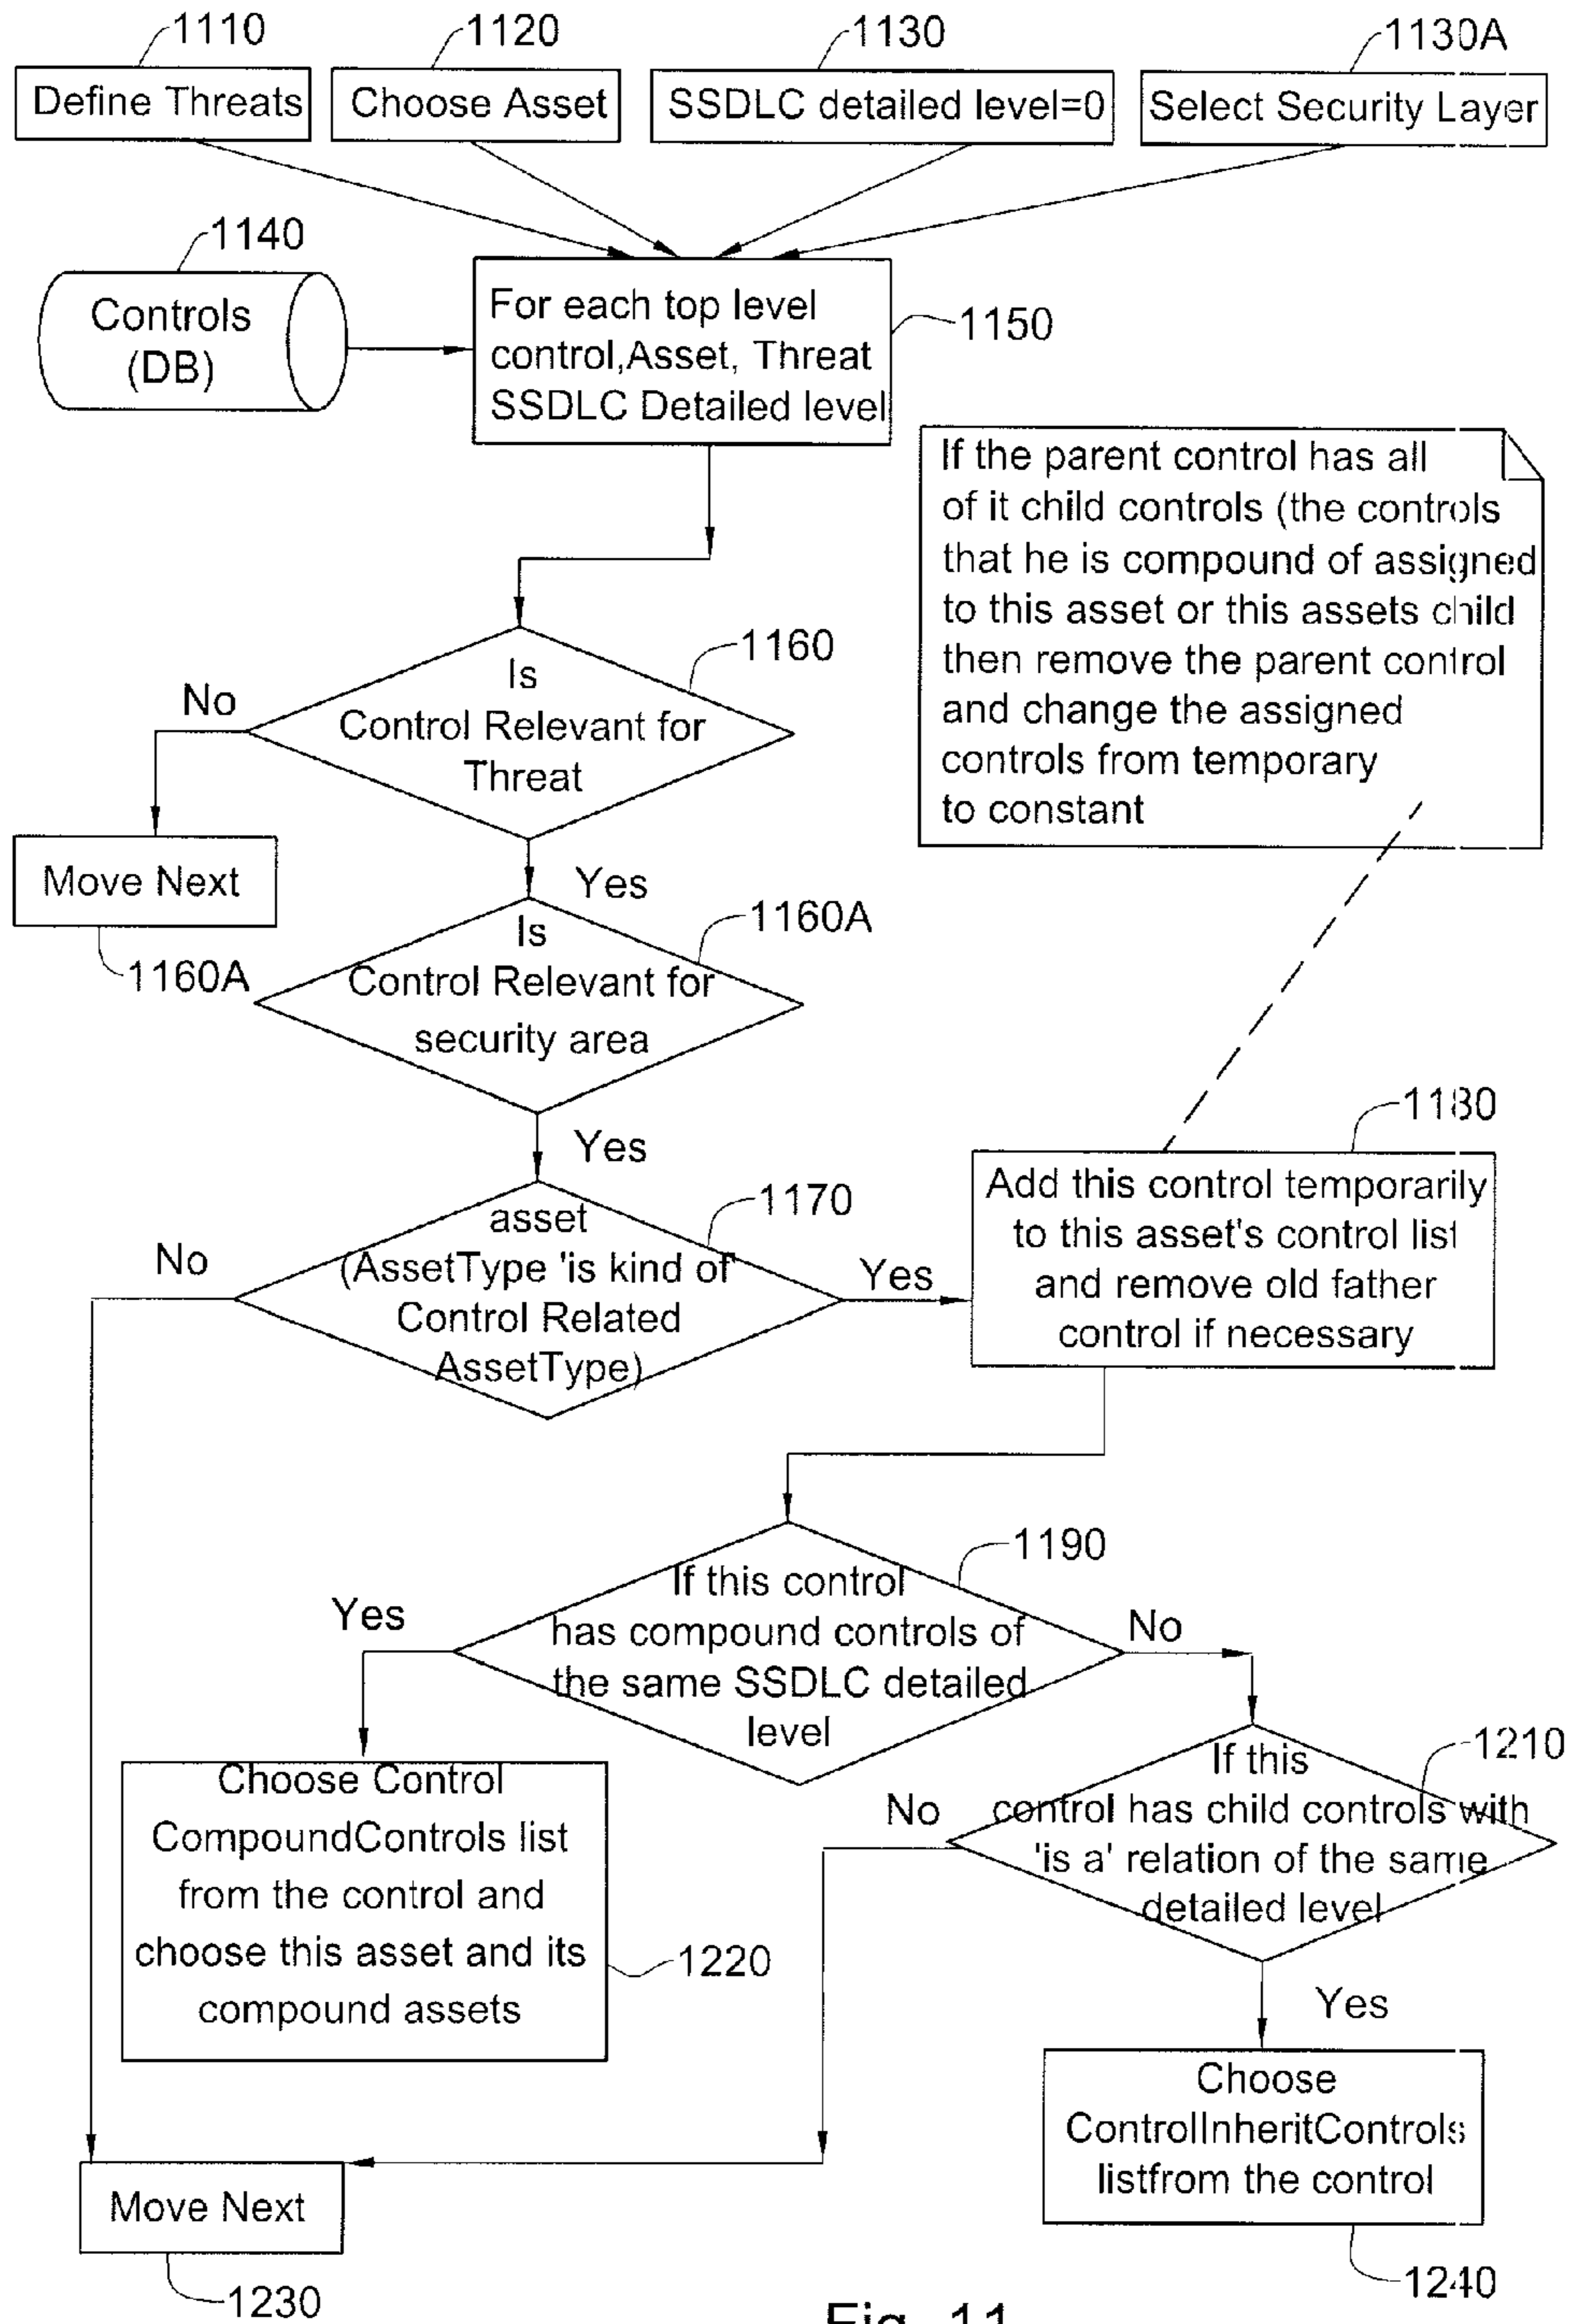 1110
1120
1130
1130A
Define Threats
Choose Asset
SSDLC detailed level=0
Select Security Layer
1140
Controls
(DB)
For each top level
control,Asset, Threat
SSDLC Detailed level
1150
If the parent control has all
of it child controls (the controls
that he is compound of assigned
to this asset or this assets child
then remove the parent control
and change the assigned
controls from temporary
to constant
1160
Is
Control Relevant for
Threat
No
Move Next
1160A
Yes
1160A
Is
Control Relevant for
security area
Yes
1170
asset
(AssetType 'is kind of'
Control Related
AssetType)
No
Yes
1180
Add this control temporarily
to this asset's control list
and remove old father
control if necessary
1190
If this control
has compound controls of
the same SSDLC detailed
level
Yes
No
1210
If this
control has child controls with
'is a' relation of the same
detailed level
No
Choose Control
CompoundControls list
from the control and
choose this asset and its
compound assets
1220
Yes
Choose
ControlInheritControls
listfrom the control
1240
Move Next
1230
Fig. 11